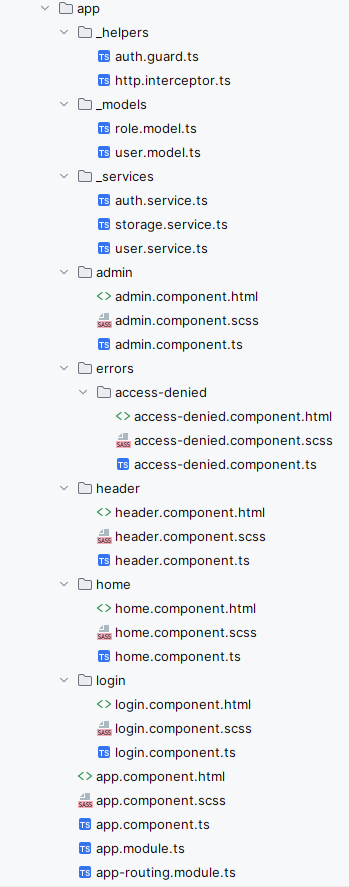 app
_helpers
TS auth.guard.ts
TS http.interceptor.ts
_models
TS role.model.ts
TS user.model.ts
_services
TS auth.service.ts
TS storage.service.ts
TS user.service.ts
admin
<> admin.component.html
SASS admin.component.scss
TS admin.component.ts
errors
access-denied
<> access-denied.component.html
SASS access-denied.component.scss
TS access-denied.component.ts
header
<> header.component.html
SASS header.component.scss
TS header.component.ts
home
<> home.component.html
SASS home.component.scss
TS home.component.ts
login
<> login.component.html
SASS login.component.scss
TS login.component.ts
<> app.component.html
SASS app.component.scss
TS app.component.ts
TS app.module.ts
TS app-routing.module.ts